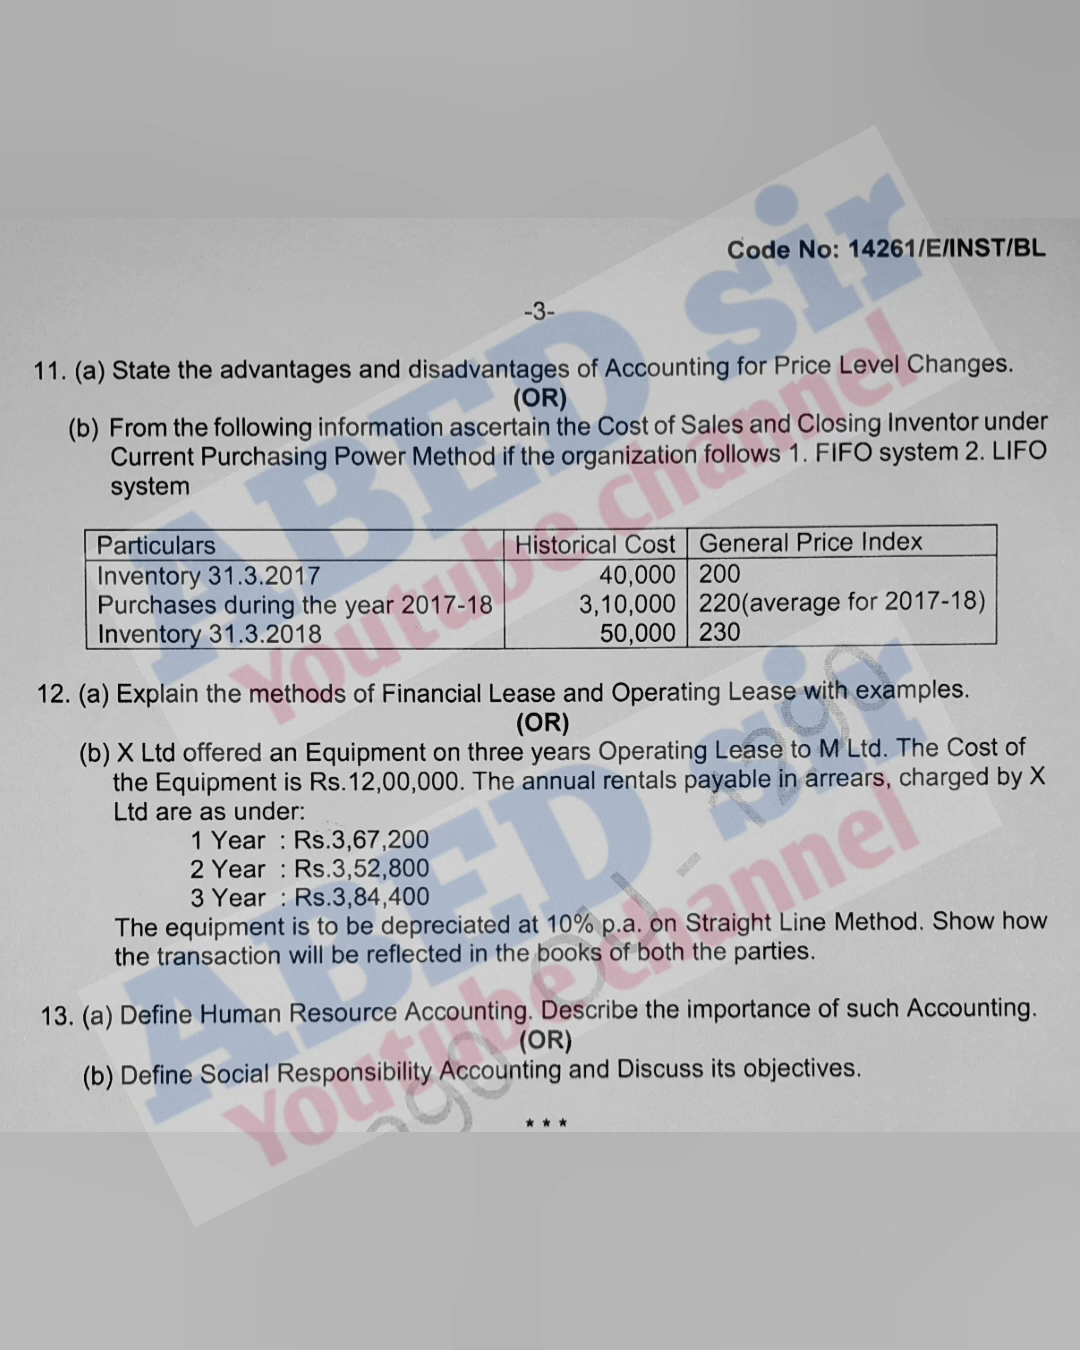 Code No: 14261/E/INST/BL
-3-
11. (a) State the advantages and disadvantages of Accounting for Price Level Changes.
(OR)
(b) From the following information ascertain the Cost of Sales and Closing Inventor under
Current Purchasing Power Method if the organization follows 1. FIFO system 2. LIFO
system
Particulars Historical Cost General Price Index
Inventory 31.3.2017 40,000 200
Purchases during the year 2017-18 3,10,000 220(average for 2017-18)
Inventory 31.3.2018 50,000 230
12. (a) Explain the methods of Financial Lease and Operating Lease with examples.
(OR)
(b) X Ltd offered an Equipment on three years Operating Lease to M Ltd. The Cost of
the Equipment is Rs.12,00,000. The annual rentals payable in arrears, charged by X
Ltd are as under:
1 Year : Rs.3,67,200
2 Year : Rs.3,52,800
3 Year : Rs.3,84,400
The equipment is to be depreciated at 10% p.a. on Straight Line Method. Show how
the transaction will be reflected in the books of both the parties.
13. (a) Define Human Resource Accounting. Describe the importance of such Accounting.
(OR)
(b) Define Social Responsibility Accounting and Discuss its objectives.
***
ABED sir
Youtube channel
ABED sir
Youtube channel